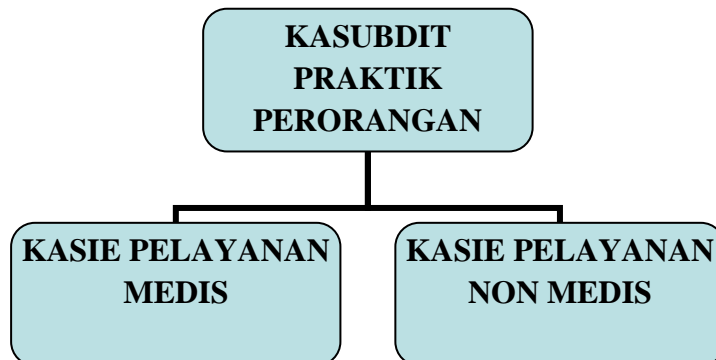 KASUBDIT
PRAKTIK
PERORANGAN
KASIE PELAYANAN
MEDIS
KASIE PELAYANAN
NON MEDIS